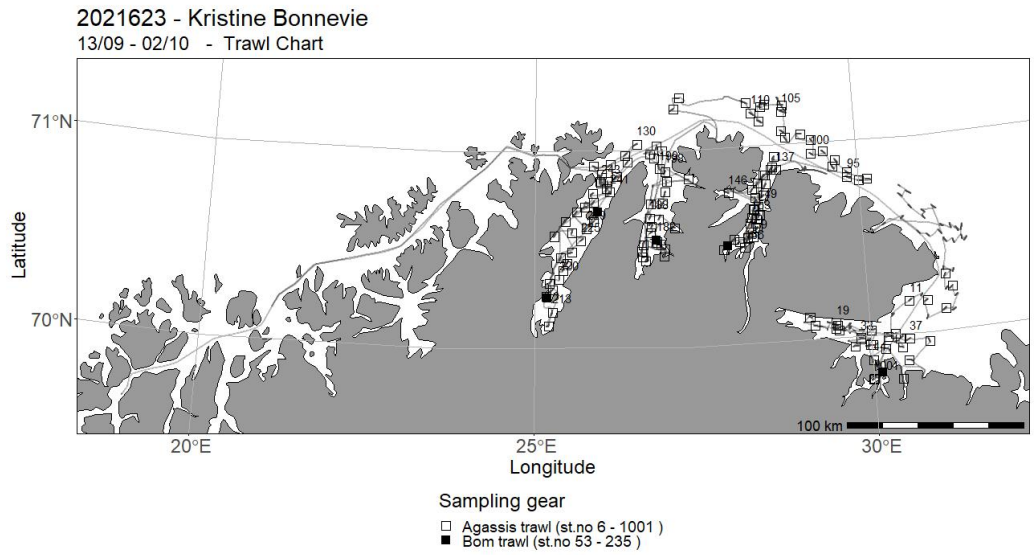 2021623 - Kristine Bonnevie
13/09 - 02/10 - Trawl Chart
110
105
130
100
137
95
146
11
19
37
213
71°N
70°N
Latitude
100 km
20°E
25°E
30°E
Longitude
Sampling gear
Agassis trawl (st.no 6 - 1001 )
Bom trawl (st.no 53 - 235 )